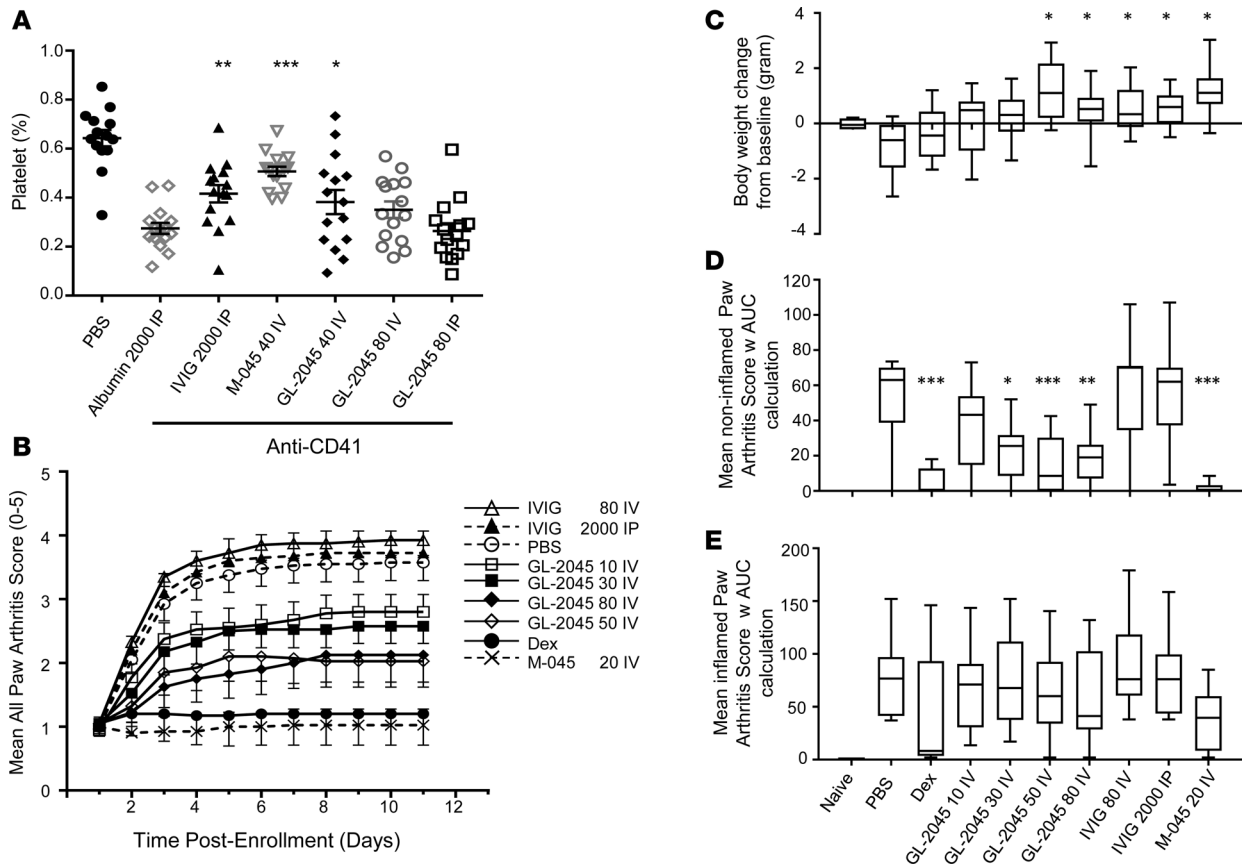 A
Platelet (%)
1.0
0.8
0.6
0.4
0.2
0.0
** *** *
PBS
Albumin 2000 IP
IVIG 2000 IP
M-045 40 IV
GL-2045 40 IV
GL-2045 80 IV
GL-2045 80 IP
Anti-CD41
B
Mean All Paw Arthritis Score (0-5)
5
4
3
2
1
0
2 4 6 8 10 12
Time Post-Enrollment (Days)
IVIG 80 IV
IVIG 2000 IP
PBS
GL-2045 10 IV
GL-2045 30 IV
GL-2045 80 IV
GL-2045 50 IV
Dex
M-045 20 IV
C
Body weight change
from baseline (gram)
4
2
0
-2
-4
* * * * *
D
Mean non-inflamed Paw
Arthritis Score w AUC
calculation
120
100
80
60
40
20
0
*** * *** ** ***
E
Mean inflamed Paw
Arthritis Score w AUC
calculation
200
150
100
50
0
Naive
PBS
Dex
GL-2045 10 IV
GL-2045 30 IV
GL-2045 50 IV
GL-2045 80 IV
IVIG 80 IV
IVIG 2000 IP
M-045 20 IV